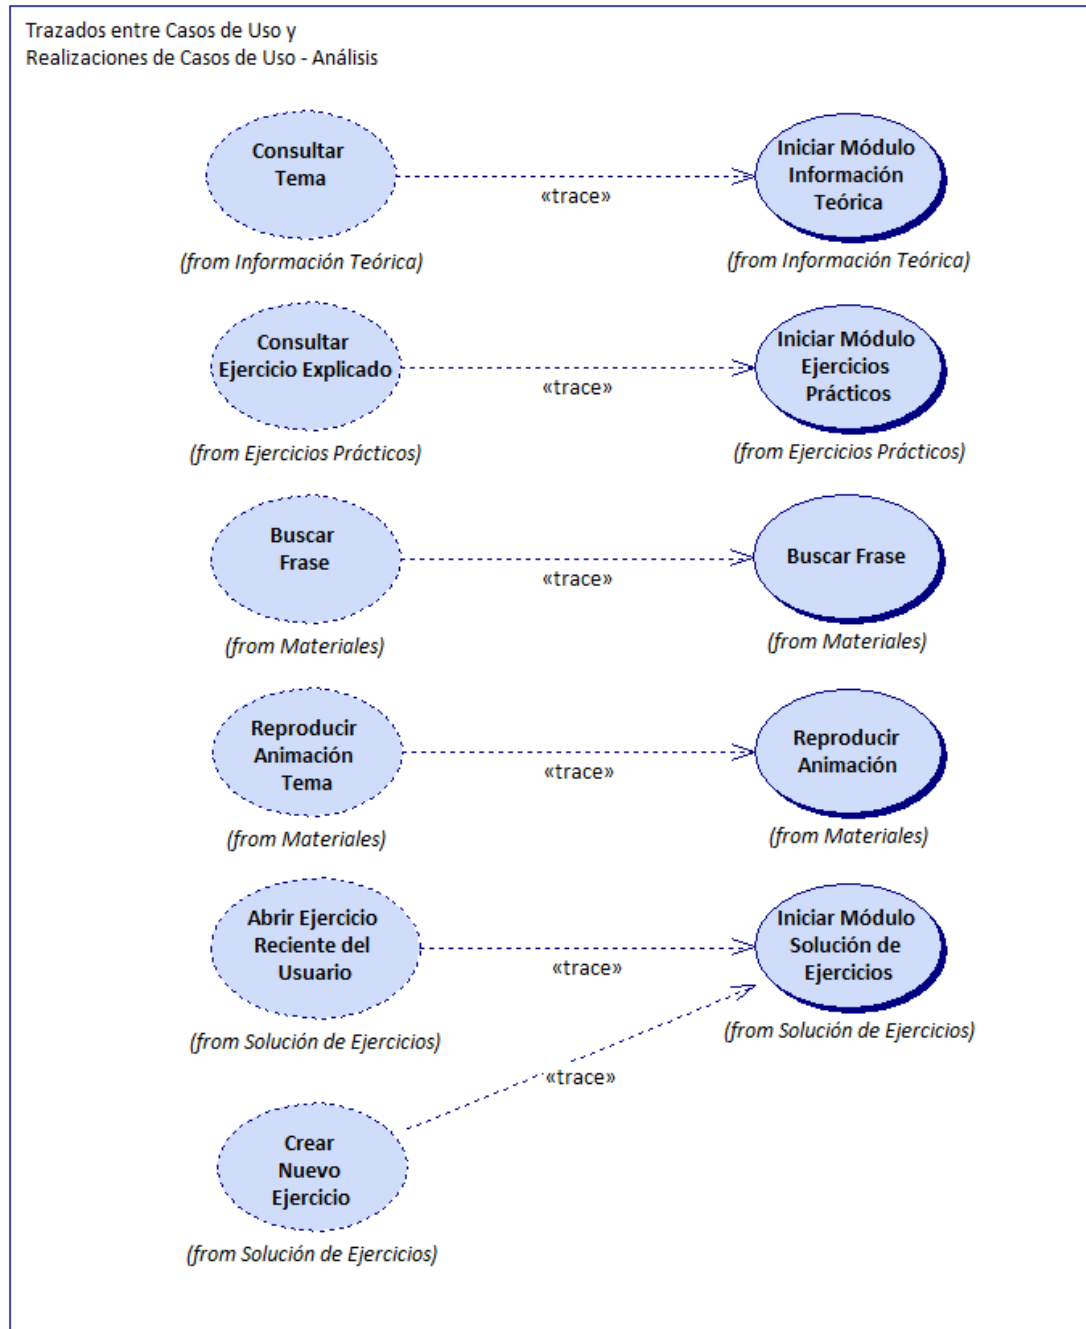 Trazados entre Casos de Uso y
Realizaciones de Casos de Uso - Análisis
Consultar
Tema
«trace»
Iniciar Módulo
Información
Teórica
(from Información Teórica)
(from Información Teórica)
Consultar
Ejercicio Explicado
«trace»
Iniciar Módulo
Ejercicios
Prácticos
(from Ejercicios Prácticos)
(from Ejercicios Prácticos)
Buscar
Frase
«trace»
Buscar Frase
(from Materiales)
(from Materiales)
Reproducir
Animación
Tema
«trace»
Reproducir
Animación
(from Materiales)
(from Materiales)
Abrir Ejercicio
Reciente del
Usuario
«trace»
Iniciar Módulo
Solución de
Ejercicios
(from Solución de Ejercicios)
(from Solución de Ejercicios)
«trace»
Crear
Nuevo
Ejercicio
(from Solución de Ejercicios)